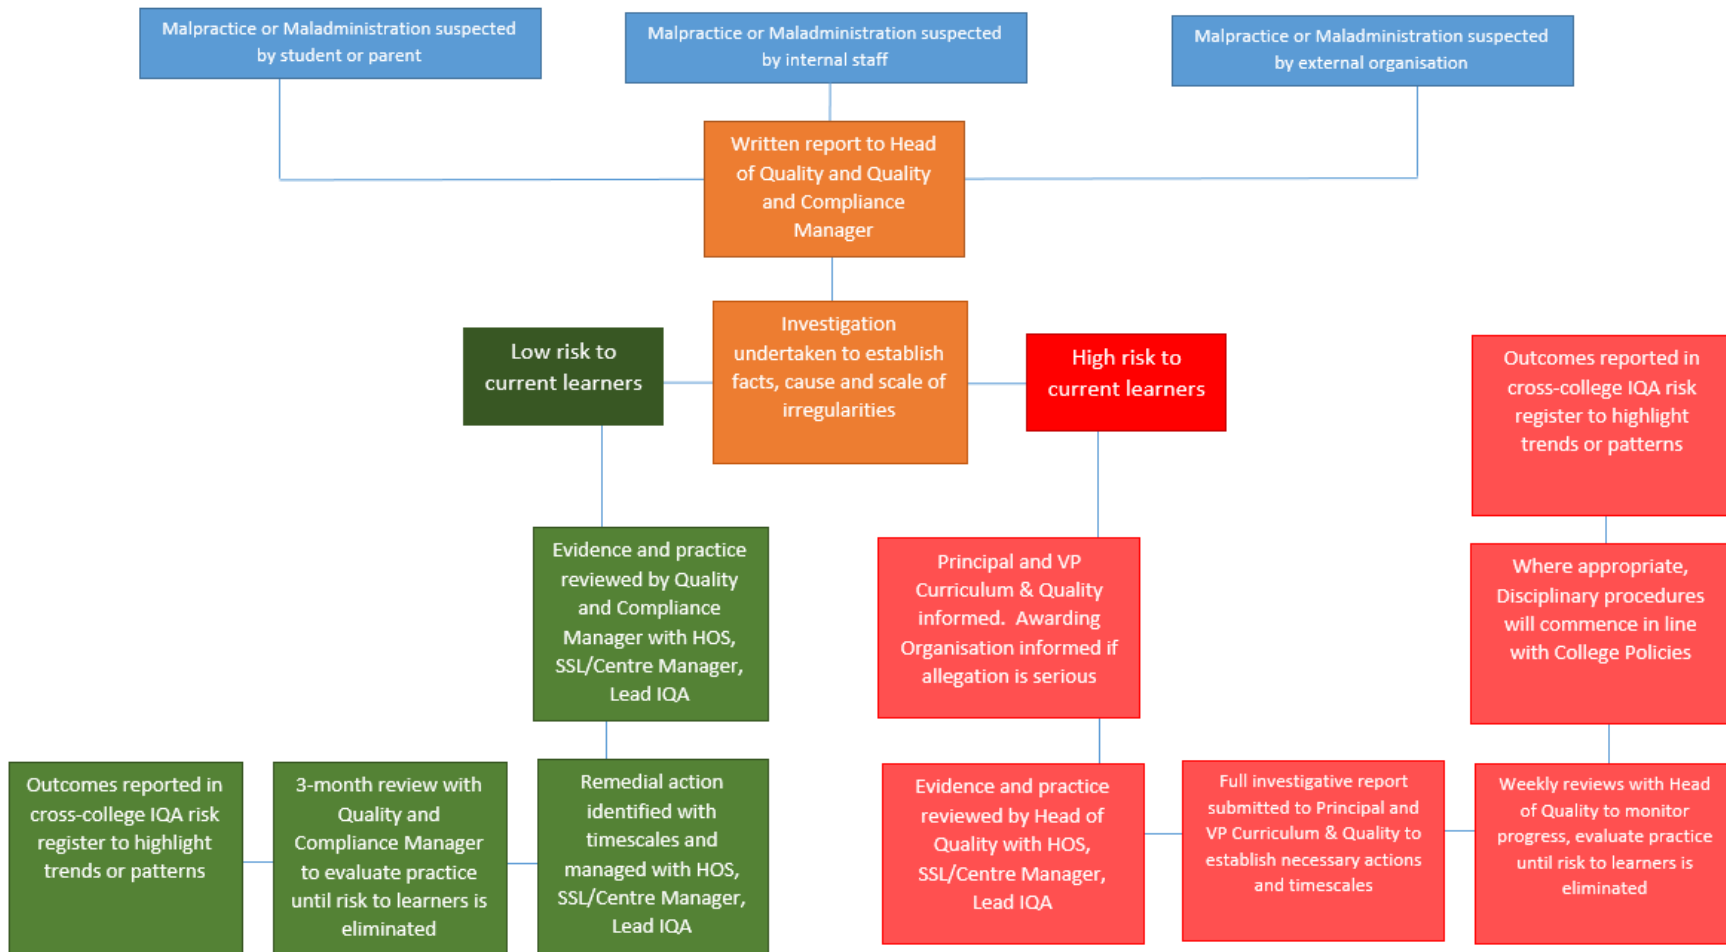 Malpractice or Maladministration suspected
by student or parent
Malpractice or Maladministration suspected
by internal staff
Malpractice or Maladministration suspected
by external organisation
Written report to Head
of Quality and Quality
and Compliance
Manager
Investigation
undertaken to establish
facts, cause and scale of
irregularities
Low risk to
current learners
High risk to
current learners
Evidence and practice
reviewed by Quality
and Compliance
Manager with HOS,
SSL/Centre Manager,
Lead IQA
Remedial action
identified with
timescales and
managed with HOS,
SSL/Centre Manager,
Lead IQA
3-month review with
Quality and
Compliance Manager
to evaluate practice
until risk to learners is
eliminated
Outcomes reported in
cross-college IQA risk
register to highlight
trends or patterns
Principal and VP
Curriculum & Quality
informed.  Awarding
Organisation informed if
allegation is serious
Evidence and practice
reviewed by Head of
Quality with HOS,
SSL/Centre Manager,
Lead IQA
Full investigative report
submitted to Principal and
VP Curriculum & Quality to
establish necessary actions
and timescales
Weekly reviews with Head
of Quality to monitor
progress, evaluate practice
until risk to learners is
eliminated
Where appropriate,
Disciplinary procedures
will commence in line
with College Policies
Outcomes reported in
cross-college IQA risk
register to highlight
trends or patterns